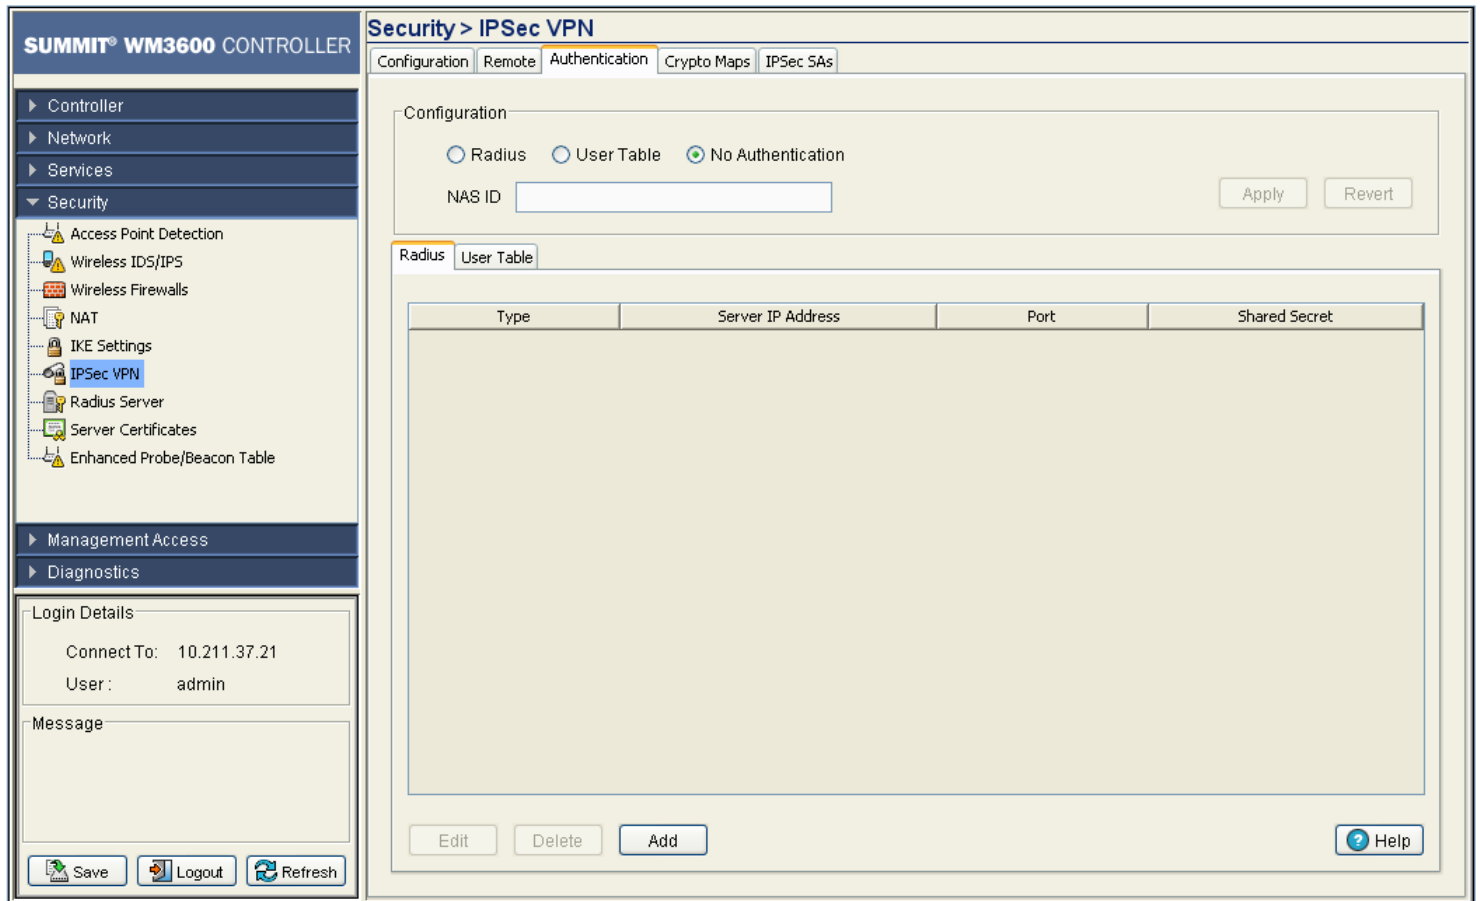 SUMMIT® WM3600 CONTROLLER
Controller
Network
Services
Security
Access Point Detection
Wireless IDS/IPS
Wireless Firewalls
NAT
IKE Settings
IPSec VPN
Radius Server
Server Certificates
Enhanced Probe/Beacon Table
Management Access
Diagnostics
Login Details
Connect To: 10.211.37.21
User : admin
Message
Save Logout Refresh
Security > IPSec VPN
Configuration Remote Authentication Crypto Maps IPSec SAs
Configuration
Radius User Table No Authentication
NAS ID
Apply Revert
Radius User Table
Type Server IP Address Port Shared Secret
Edit Delete Add Help